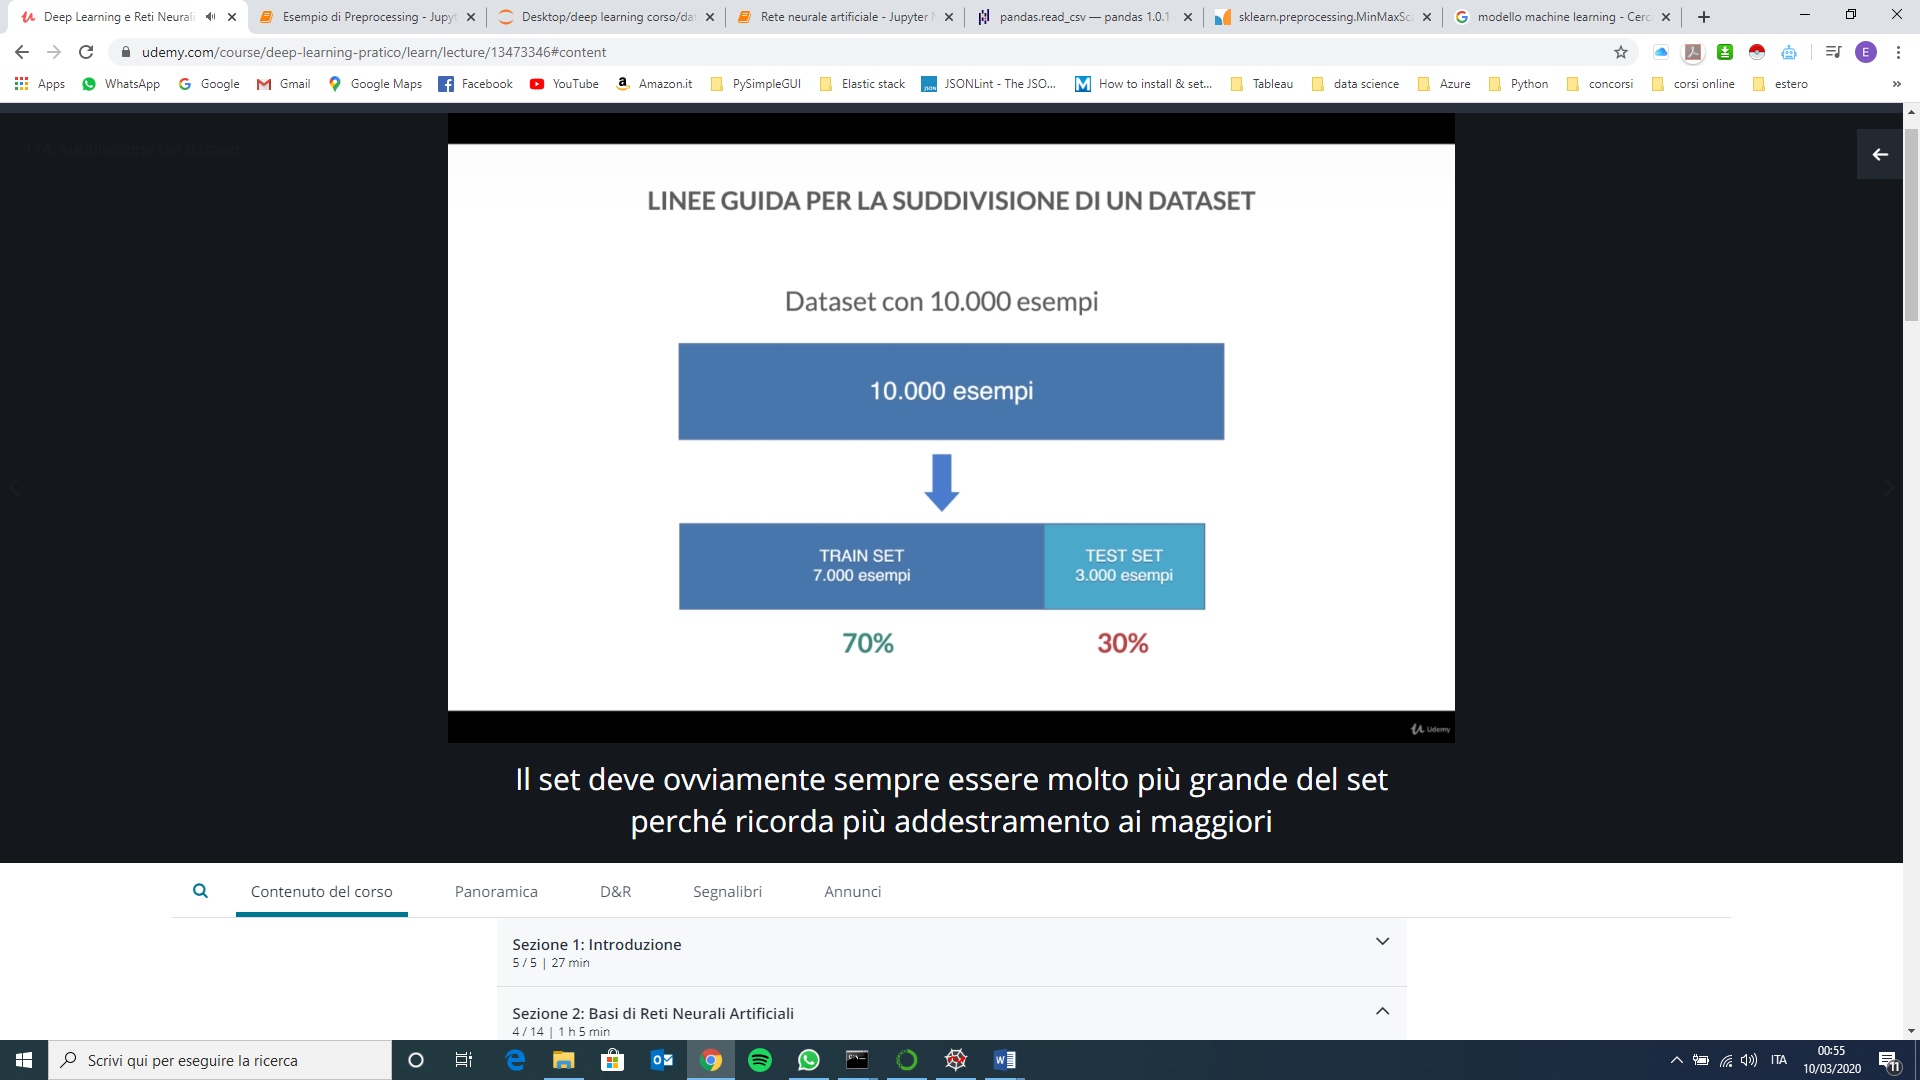 Deep Learning e Reti Neurali
Esempio di Preprocessing - Jupyt
Desktop/deep learning corso/dat
Rete neurale artificiale - Jupyter N
pandas.read_csv — pandas 1.0.1
sklearn.preprocessing.MinMaxSca
modello machine learning - Cerc
udemy.com/course/deep-learning-pratico/learn/lecture/13473346#content
E
Apps
WhatsApp
Google
Gmail
Google Maps
Facebook
YouTube
Amazon.it
PySimpleGUI
Elastic stack
JSONLint - The JSO...
How to install & set...
Tableau
data science
Azure
Python
concorsi
corsi online
estero
»
LINEE GUIDA PER LA SUDDIVISIONE DI UN DATASET
Dataset con 10.000 esempi
10.000 esempi
TRAIN SET
7.000 esempi
TEST SET
3.000 esempi
70%
30%
Udemy
Il set deve ovviamente sempre essere molto più grande del set
perché ricorda più addestramento ai maggiori
Contenuto del corso
Panoramica
D&R
Segnalibri
Annunci
Sezione 1: Introduzione
5 / 5 | 27 min
Sezione 2: Basi di Reti Neurali Artificiali
4 / 14 | 1 h 5 min
Scrivi qui per eseguire la ricerca
ITA
00:55
10/03/2020
11